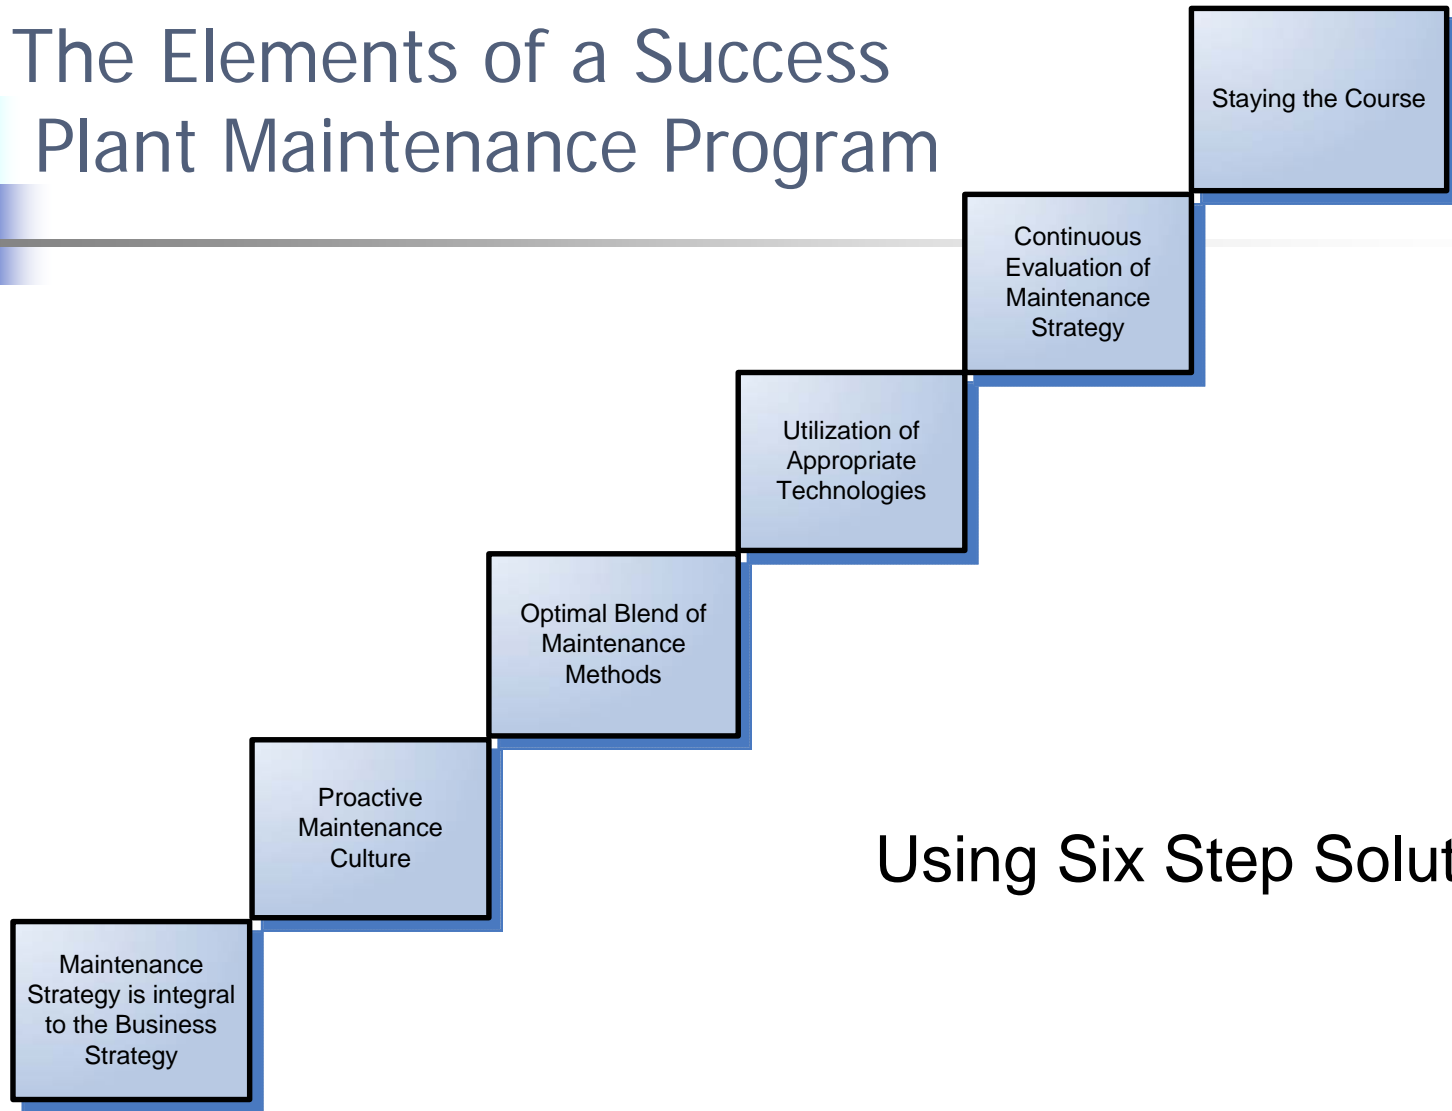 The Elements of a Success
Plant Maintenance Program
Staying the Course
Continuous
Evaluation of
Maintenance
Strategy
Utilization of
Appropriate
Technologies
Optimal Blend of
Maintenance
Methods
Proactive
Maintenance
Culture
Using Six Step Solut
Maintenance
Strategy is integral
to the Business
Strategy